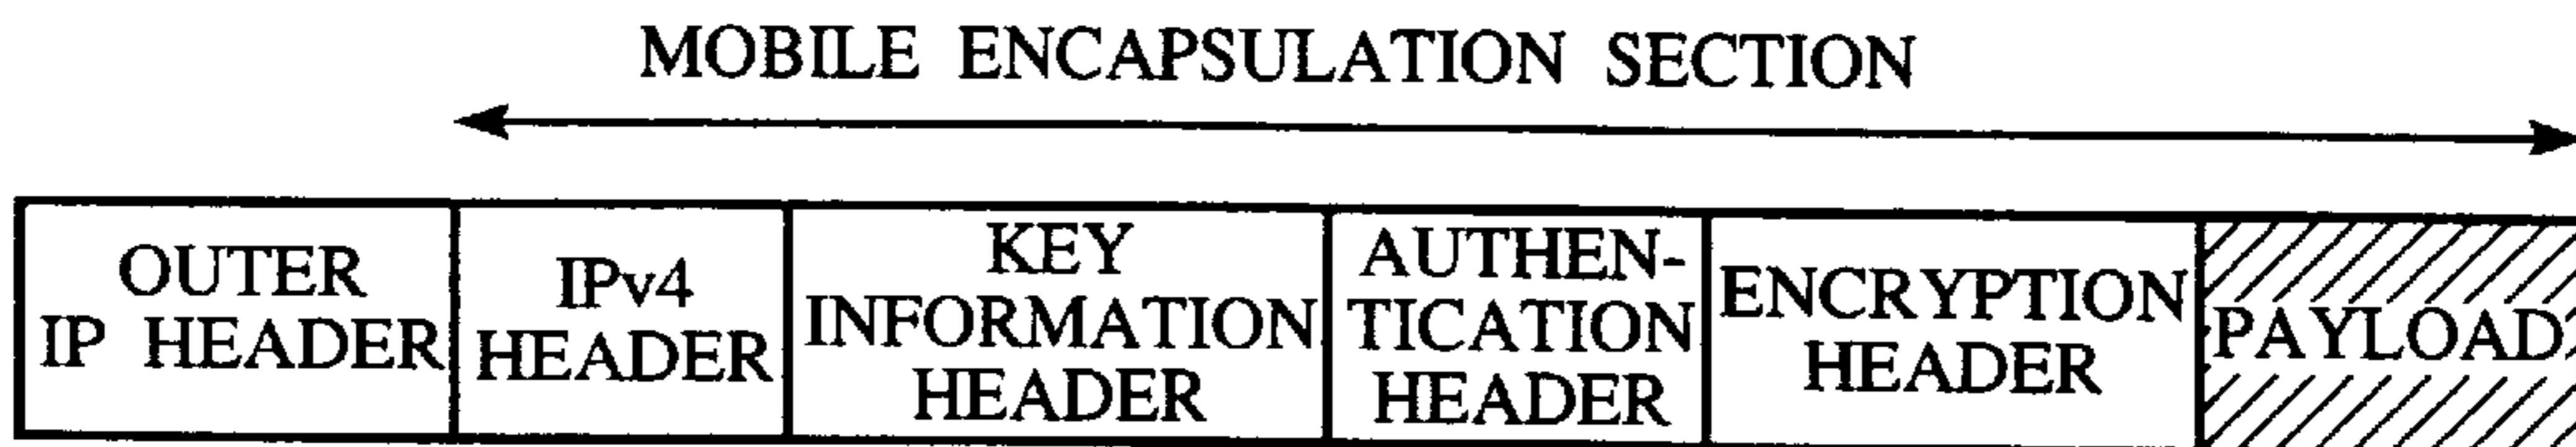 MOBILE ENCAPSULATION SECTION
OUTER
IP HEADER
IPv4
HEADER
KEY
INFORMATION
HEADER
AUTHEN-
TICATION
HEADER
ENCRYPTION
HEADER
PAYLOAD